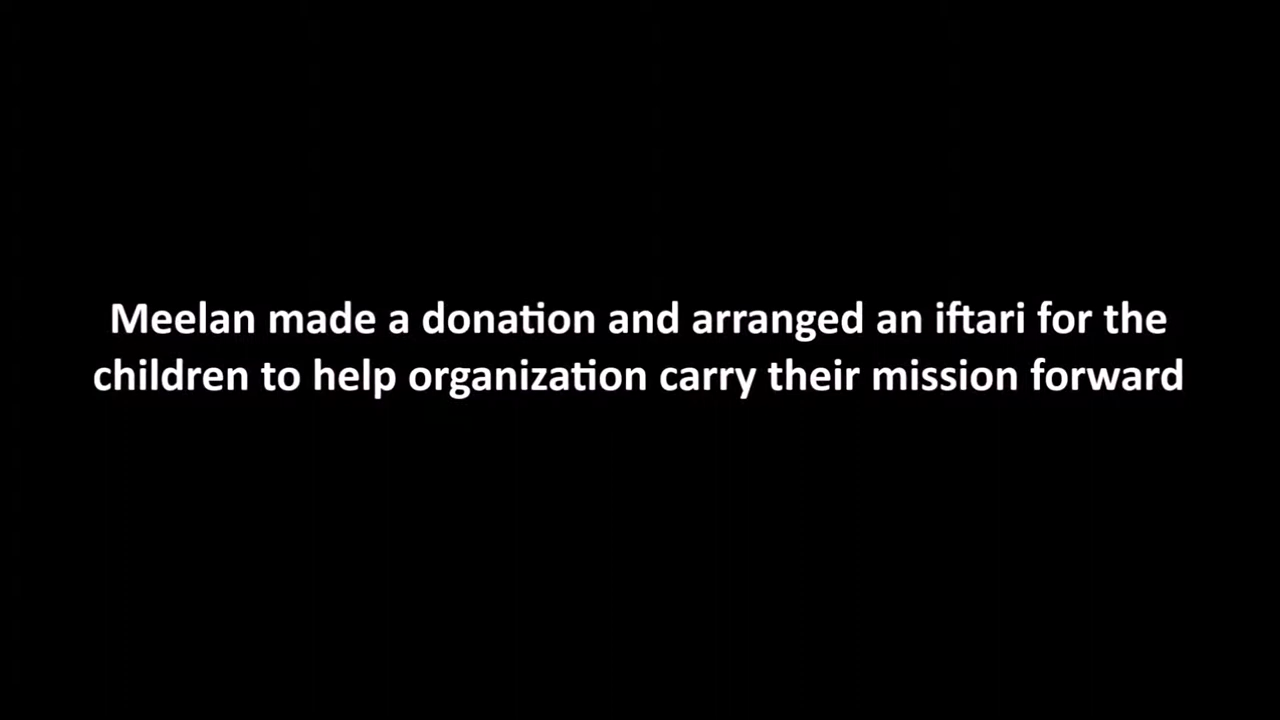 Meelan made a donation and arranged an iftari for the
children to help organization carry their mission forward